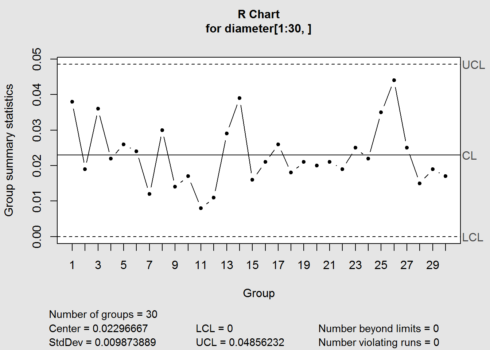 R Chart
for diameter[1:30, ]
Group summary statistics
0.05
0.04
0.03
0.02
0.01
0.00
UCL
CL
LCL
1 3 5 7 9 11 13 15 17 19 21 23 25 27 29
Group
Number of groups = 30
Center = 0.02296667 LCL = 0 Number beyond limits = 0
StdDev = 0.009873889 UCL = 0.04856232 Number violating runs = 0